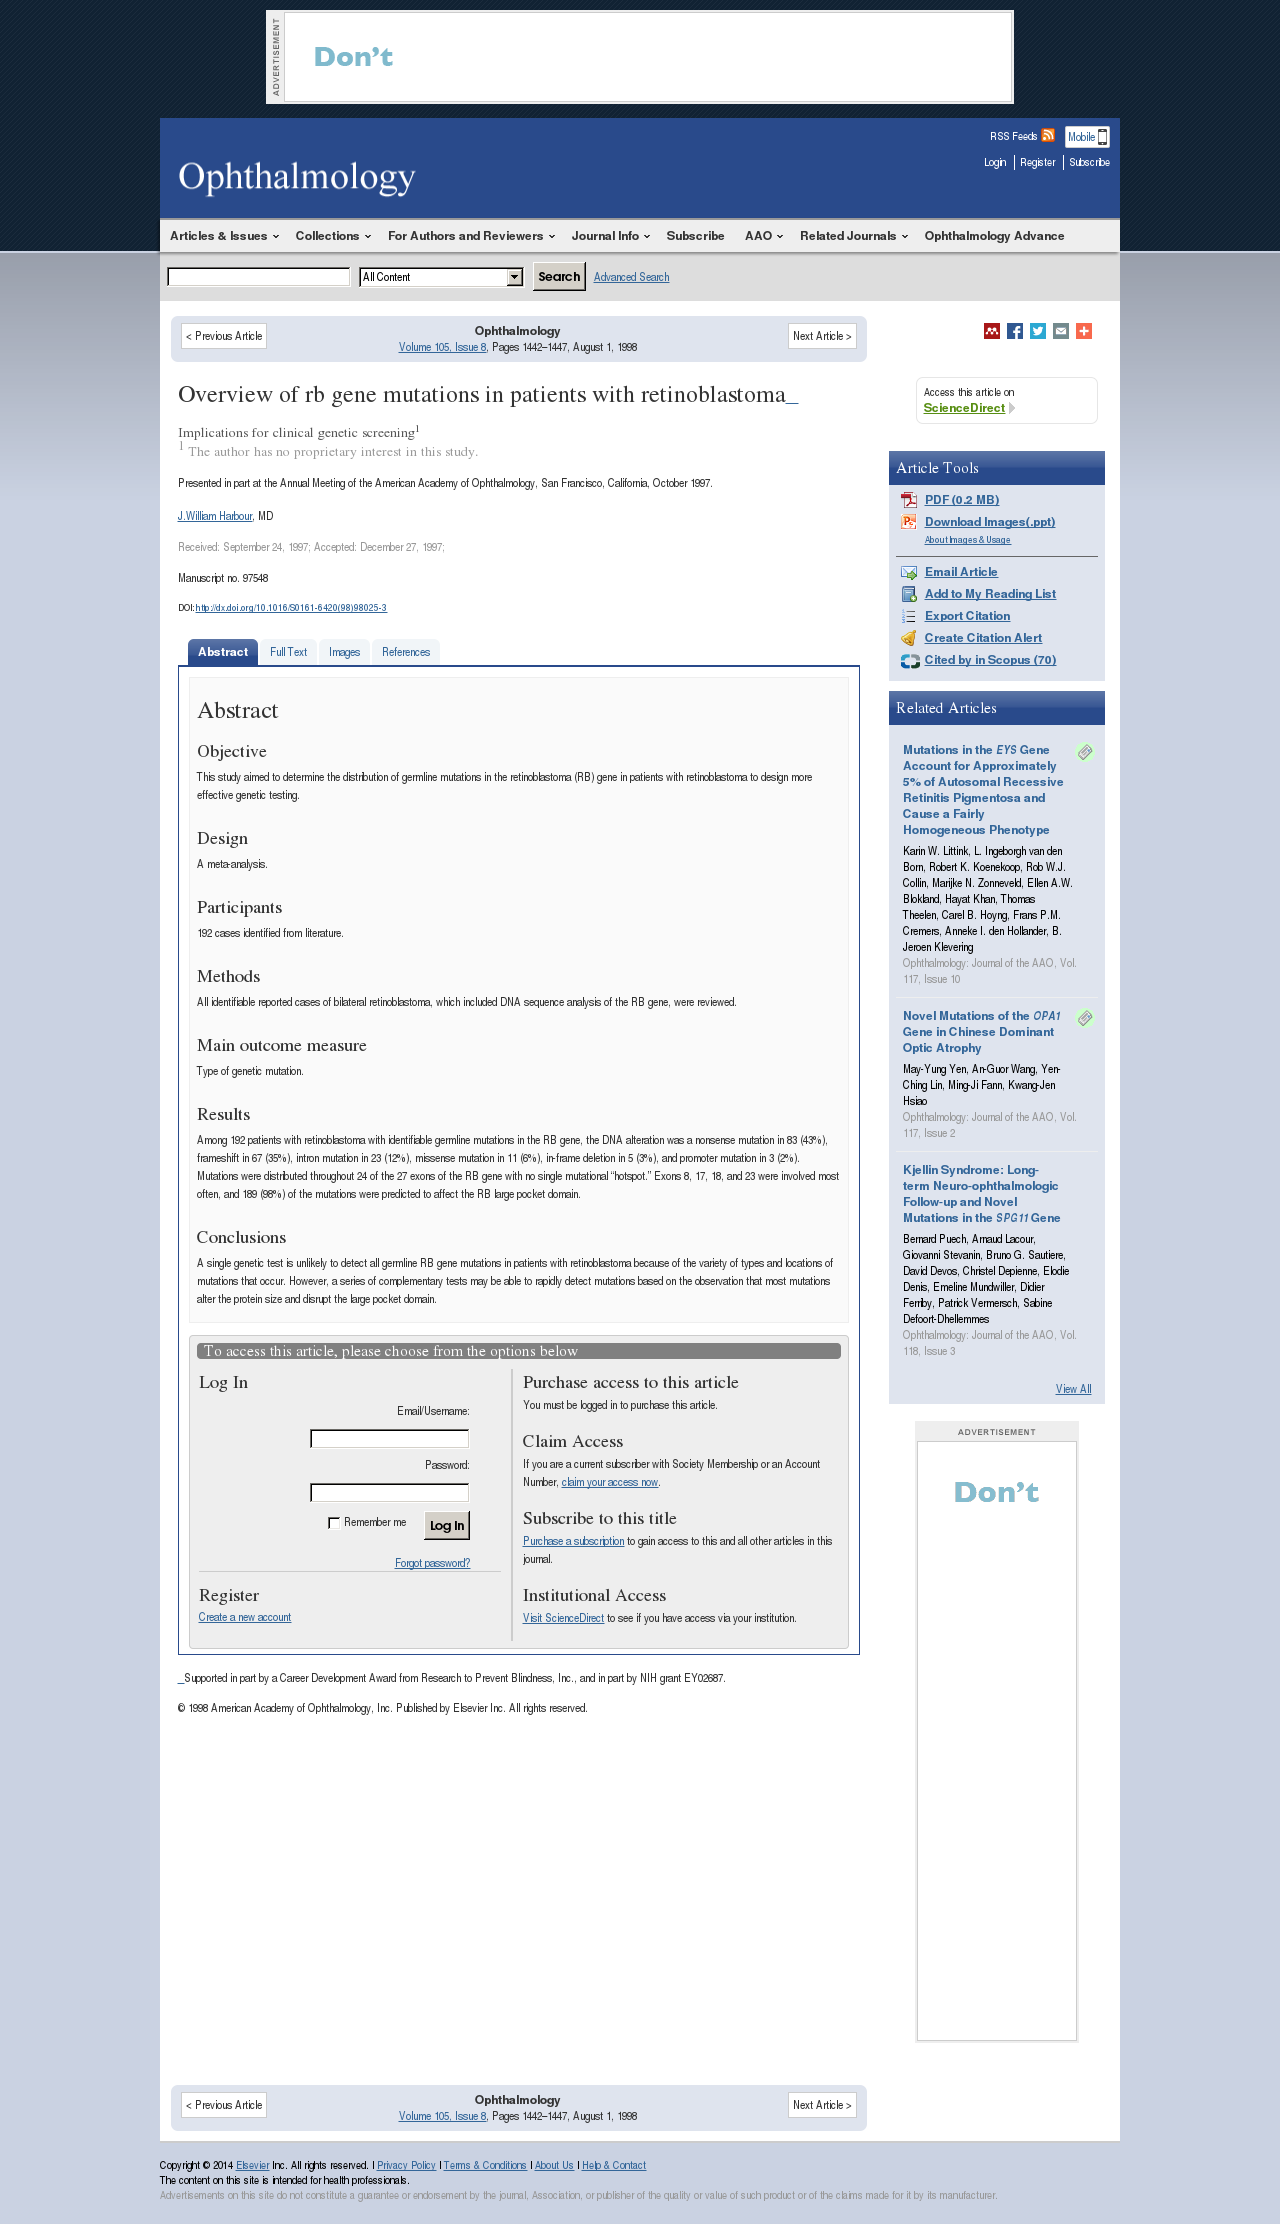 ADVERTISEMENT
Don't
RSS Feeds
Mobile
Login
Register
Subscribe
Ophthalmology
Articles & Issues
Collections
For Authors and Reviewers
Journal Info
Subscribe
AAO
Related Journals
Ophthalmology Advance
All Content
Search
Advanced Search
< Previous Article
Ophthalmology
Volume 105, Issue 8, Pages 1442–1447, August 1, 1998
Next Article >
Overview of rb gene mutations in patients with retinoblastoma_
Implications for clinical genetic screening1
1 The author has no proprietary interest in this study.
Presented in part at the Annual Meeting of the American Academy of Ophthalmology, San Francisco, California, October 1997.
J.William Harbour, MD
Received: September 24, 1997; Accepted: December 27, 1997;
Manuscript no. 97548
DOI: http://dx.doi.org/10.1016/S0161-6420(98)98025-3
Abstract
Full Text
Images
References
Abstract
Objective
This study aimed to determine the distribution of germline mutations in the retinoblastoma (RB) gene in patients with retinoblastoma to design more
effective genetic testing.
Design
A meta-analysis.
Participants
192 cases identified from literature.
Methods
All identifiable reported cases of bilateral retinoblastoma, which included DNA sequence analysis of the RB gene, were reviewed.
Main outcome measure
Type of genetic mutation.
Results
Among 192 patients with retinoblastoma with identifiable germline mutations in the RB gene, the DNA alteration was a nonsense mutation in 83 (43%),
frameshift in 67 (35%), intron mutation in 23 (12%), missense mutation in 11 (6%), in-frame deletion in 5 (3%), and promoter mutation in 3 (2%).
Mutations were distributed throughout 24 of the 27 exons of the RB gene with no single mutational “hotspot.” Exons 8, 17, 18, and 23 were involved most
often, and 189 (98%) of the mutations were predicted to affect the RB large pocket domain.
Conclusions
A single genetic test is unlikely to detect all germline RB gene mutations in patients with retinoblastoma because of the variety of types and locations of
mutations that occur. However, a series of complementary tests may be able to rapidly detect mutations based on the observation that most mutations
alter the protein size and disrupt the large pocket domain.
To access this article, please choose from the options below
Log In
Email/Username:
Password:
Remember me
Log In
Forgot password?
Register
Create a new account
Purchase access to this article
You must be logged in to purchase this article.
Claim Access
If you are a current subscriber with Society Membership or an Account
Number, claim your access now.
Subscribe to this title
Purchase a subscription to gain access to this and all other articles in this
journal.
Institutional Access
Visit ScienceDirect to see if you have access via your institution.
_Supported in part by a Career Development Award from Research to Prevent Blindness, Inc., and in part by NIH grant EY02687.
© 1998 American Academy of Ophthalmology, Inc. Published by Elsevier Inc. All rights reserved.
Access this article on
ScienceDirect
Article Tools
PDF (0.2 MB)
Download Images(.ppt)
About Images & Usage
Email Article
Add to My Reading List
Export Citation
Create Citation Alert
Cited by in Scopus (70)
Related Articles
Mutations in the EYS Gene
Account for Approximately
5% of Autosomal Recessive
Retinitis Pigmentosa and
Cause a Fairly
Homogeneous Phenotype
Karin W. Littink, L. Ingeborgh van den
Born, Robert K. Koenekoop, Rob W.J.
Collin, Marijke N. Zonneveld, Ellen A.W.
Blokland, Hayat Khan, Thomas
Theelen, Carel B. Hoyng, Frans P.M.
Cremers, Anneke I. den Hollander, B.
Jeroen Klevering
Ophthalmology: Journal of the AAO, Vol.
117, Issue 10
Novel Mutations of the OPA1
Gene in Chinese Dominant
Optic Atrophy
May-Yung Yen, An-Guor Wang, Yen-
Ching Lin, Ming-Ji Fann, Kwang-Jen
Hsiao
Ophthalmology: Journal of the AAO, Vol.
117, Issue 2
Kjellin Syndrome: Long-
term Neuro-ophthalmologic
Follow-up and Novel
Mutations in the SPG11 Gene
Bernard Puech, Arnaud Lacour,
Giovanni Stevanin, Bruno G. Sautiere,
David Devos, Christel Depienne, Elodie
Denis, Emeline Mundwiller, Didier
Ferriby, Patrick Vermersch, Sabine
Defoort-Dhellemmes
Ophthalmology: Journal of the AAO, Vol.
118, Issue 3
View All
ADVERTISEMENT
Don't
< Previous Article
Ophthalmology
Volume 105, Issue 8, Pages 1442–1447, August 1, 1998
Next Article >
Copyright © 2014 Elsevier Inc. All rights reserved. | Privacy Policy | Terms & Conditions | About Us | Help & Contact
The content on this site is intended for health professionals.
Advertisements on this site do not constitute a guarantee or endorsement by the journal, Association, or publisher of the quality or value of such product or of the claims made for it by its manufacturer.